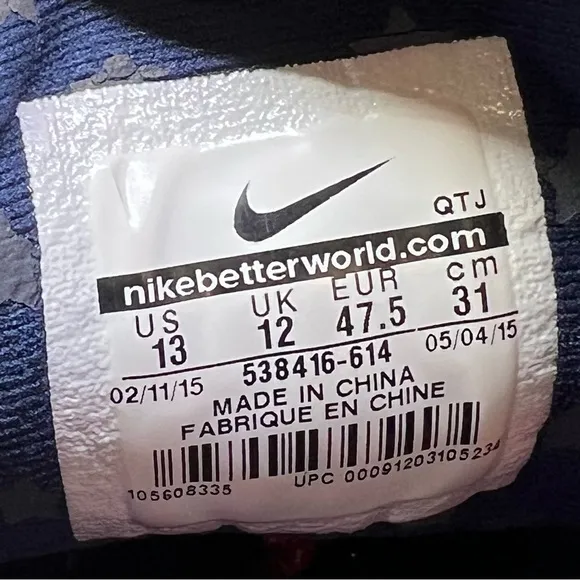 QTJ
nikebetterworld.com
US UK EUR cm
13 12 47.5 31
02/11/15 538416-614 05/04/15
MADE IN CHINA
FABRIQUE EN CHINE
105608335 UPC 00091203105234